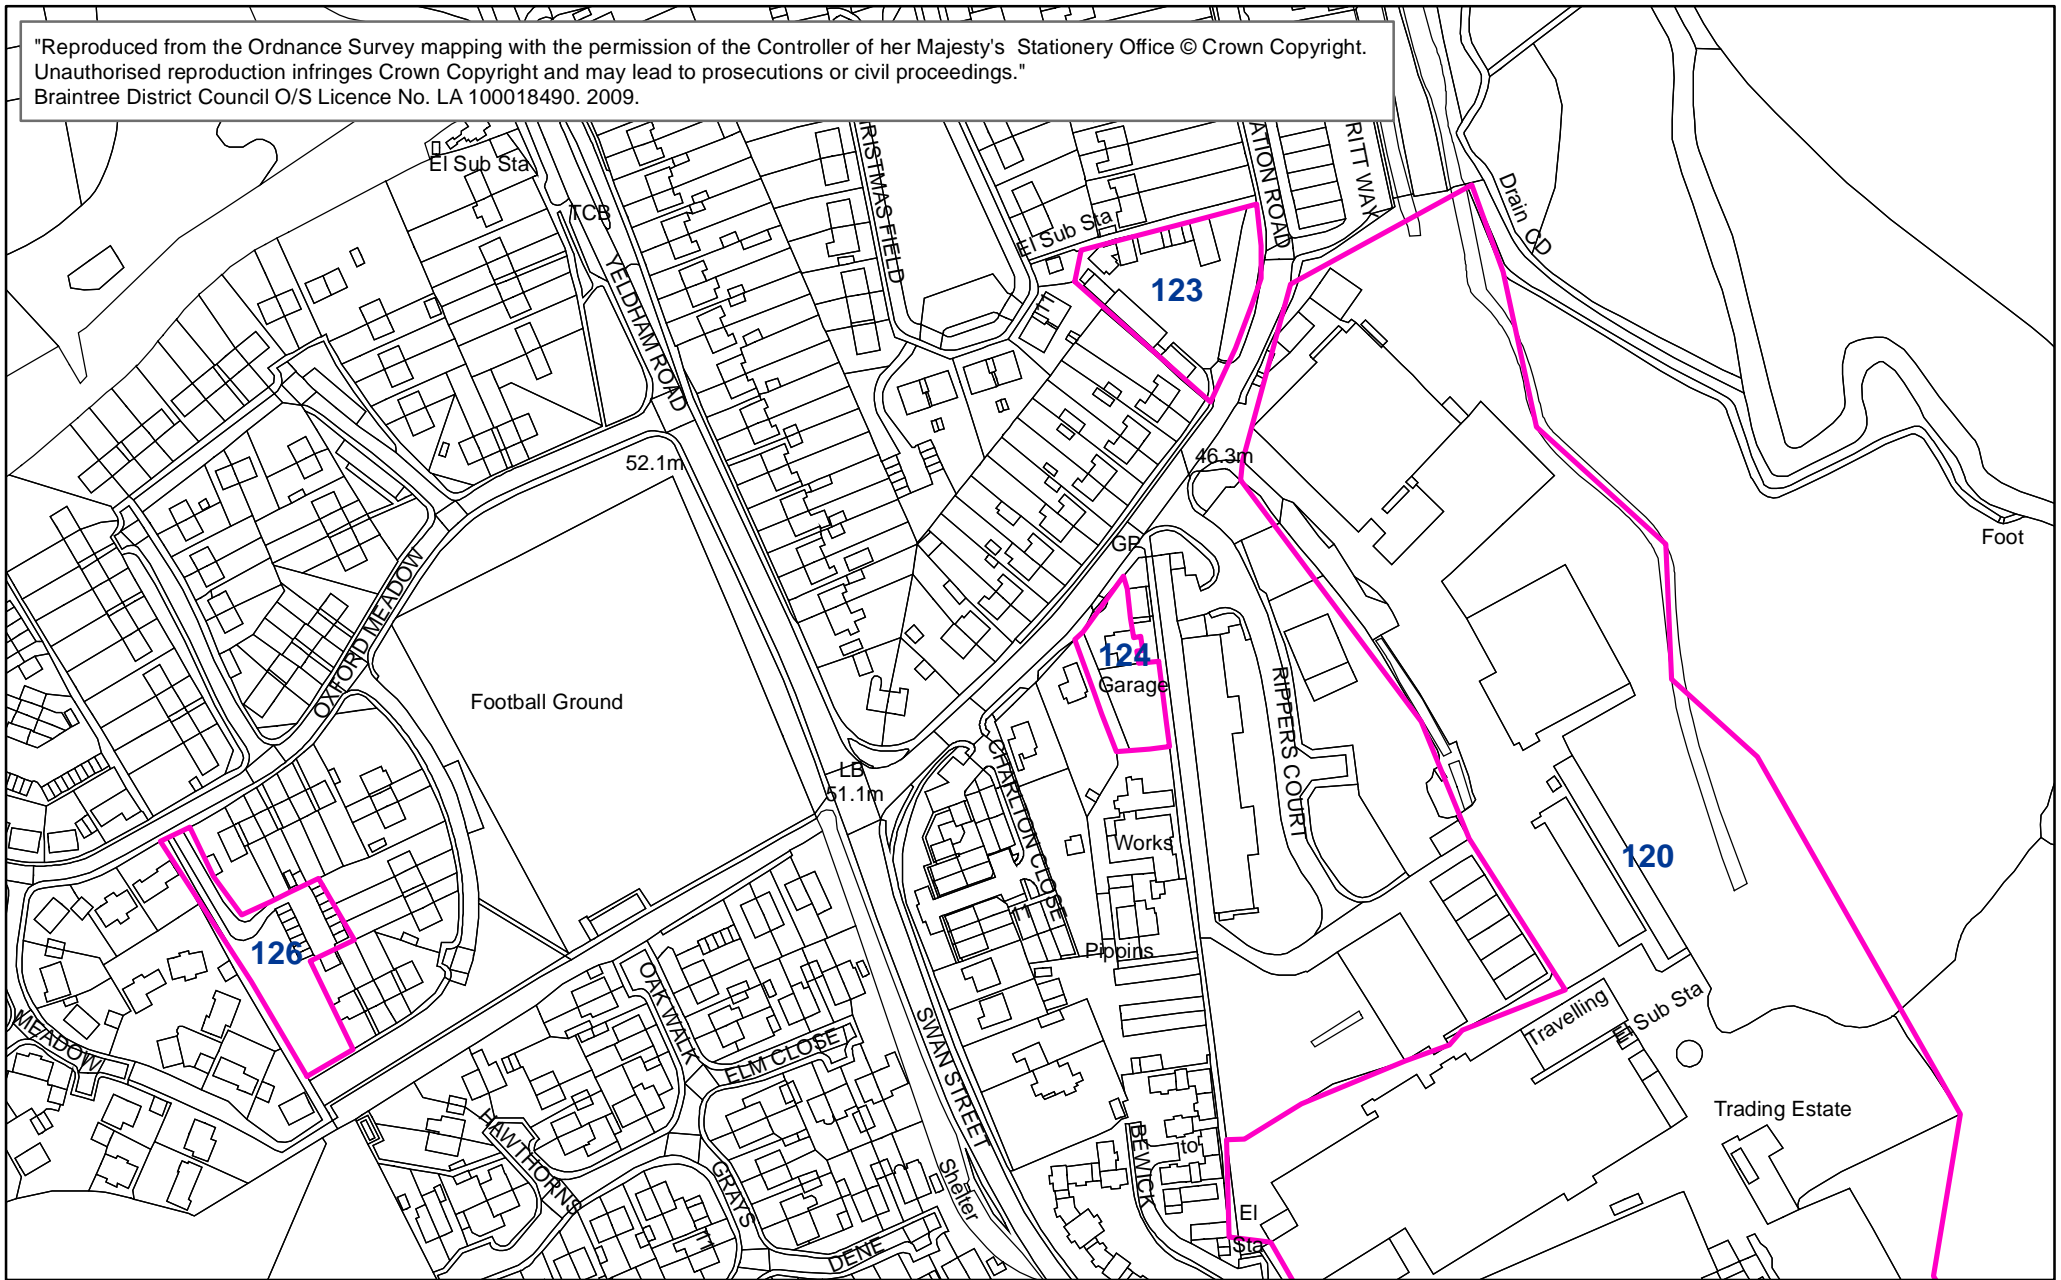 "Reproduced from the Ordnance Survey mapping with the permission of the Controller of her Majesty's Stationery Office © Crown Copyright.
Unauthorised reproduction infringes Crown Copyright and may lead to prosecutions or civil proceedings."
Braintree District Council O/S Licence No. LA 100018490. 2009.
El Sub Sta
TCB
YELDHAM ROAD
RISTMAS FIELD
El Sub Sta
ATION ROAD
RITT WAY
Drain
CD
123
52.1m
46.3m
Foot
GP
OXFORD MEADOW
Football Ground
124
Garage
RIPPERS COURT
LB
51.1m
CHARLTON CLOSE
Works
120
126
Pippins
11
MEADOW
OAK WALK
ELM CLOSE
SWAN STREET
Travelling
El Sub Sta
Trading Estate
HAWTHORNS
GRAYS
Shelter
BEWICK
to
El
Sta
11
DENE